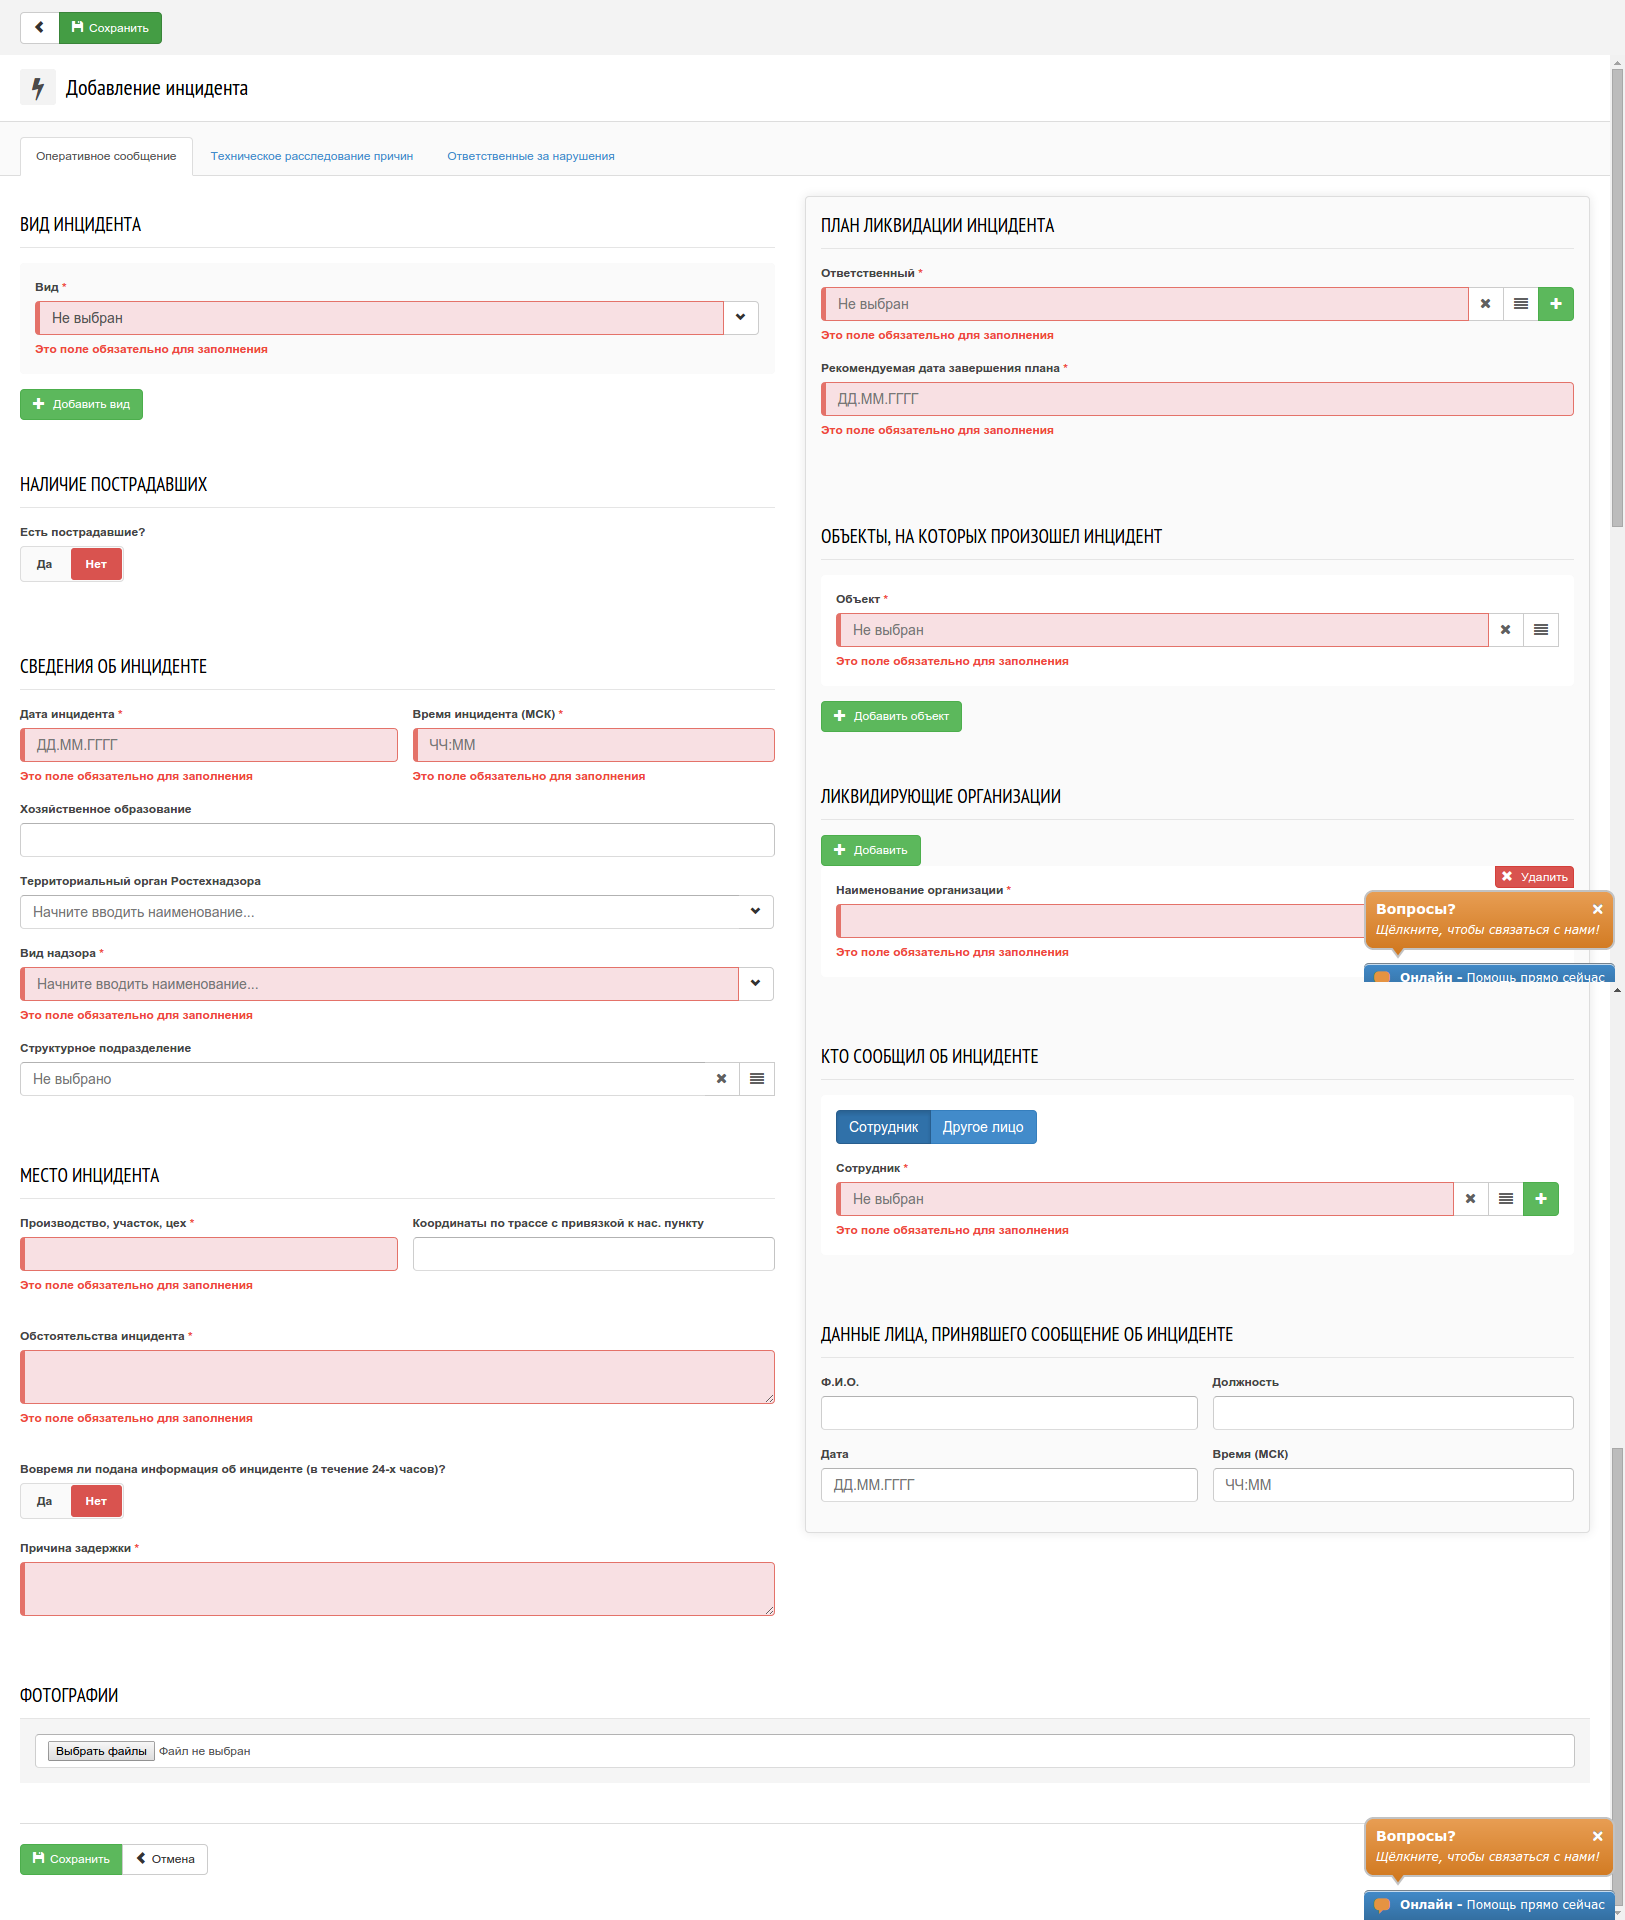 Сохранить
Добавление инцидента
Оперативное сообщение
Техническое расследование причин
Ответственные за нарушения
ВИД ИНЦИДЕНТА
Вид *
Не выбран
Это поле обязательно для заполнения
Добавить вид
НАЛИЧИЕ ПОСТРАДАВШИХ
Есть пострадавшие?
Да Нет
СВЕДЕНИЯ ОБ ИНЦИДЕНТЕ
Дата инцидента *
ДД.ММ.ГГГГ
Это поле обязательно для заполнения
Время инцидента (МСК) *
ЧЧ:ММ
Это поле обязательно для заполнения
Хозяйственное образование
Территориальный орган Ростехнадзора
Начните вводить наименование...
Вид надзора *
Начните вводить наименование...
Это поле обязательно для заполнения
Структурное подразделение
Не выбрано
МЕСТО ИНЦИДЕНТА
Производство, участок, цех *
Это поле обязательно для заполнения
Координаты по трассе с привязкой к нас. пункту
Обстоятельства инцидента *
Это поле обязательно для заполнения
Вовремя ли подана информация об инциденте (в течение 24-х часов)?
Да Нет
Причина задержки *
ПЛАН ЛИКВИДАЦИИ ИНЦИДЕНТА
Ответственный *
Не выбран
Это поле обязательно для заполнения
Рекомендуемая дата завершения плана *
ДД.ММ.ГГГГ
Это поле обязательно для заполнения
ОБЪЕКТЫ, НА КОТОРЫХ ПРОИЗОШЕЛ ИНЦИДЕНТ
Объект *
Не выбран
Это поле обязательно для заполнения
Добавить объект
ЛИКВИДИРУЮЩИЕ ОРГАНИЗАЦИИ
Добавить
Удалить
Наименование организации *
Это поле обязательно для заполнения
Вопросы?
Щёлкните, чтобы связаться с нами!
Онлайн - Помощь прямо сейчас
КТО СООБЩИЛ ОБ ИНЦИДЕНТЕ
Сотрудник Другое лицо
Сотрудник *
Не выбран
Это поле обязательно для заполнения
ДАННЫЕ ЛИЦА, ПРИНЯВШЕГО СООБЩЕНИЕ ОБ ИНЦИДЕНТЕ
Ф.И.О.
Должность
Дата
ДД.ММ.ГГГГ
Время (МСК)
ЧЧ:ММ
ФОТОГРАФИИ
Выбрать файлы Файл не выбран
Сохранить Отмена
Вопросы?
Щёлкните, чтобы связаться с нами!
Онлайн - Помощь прямо сейчас